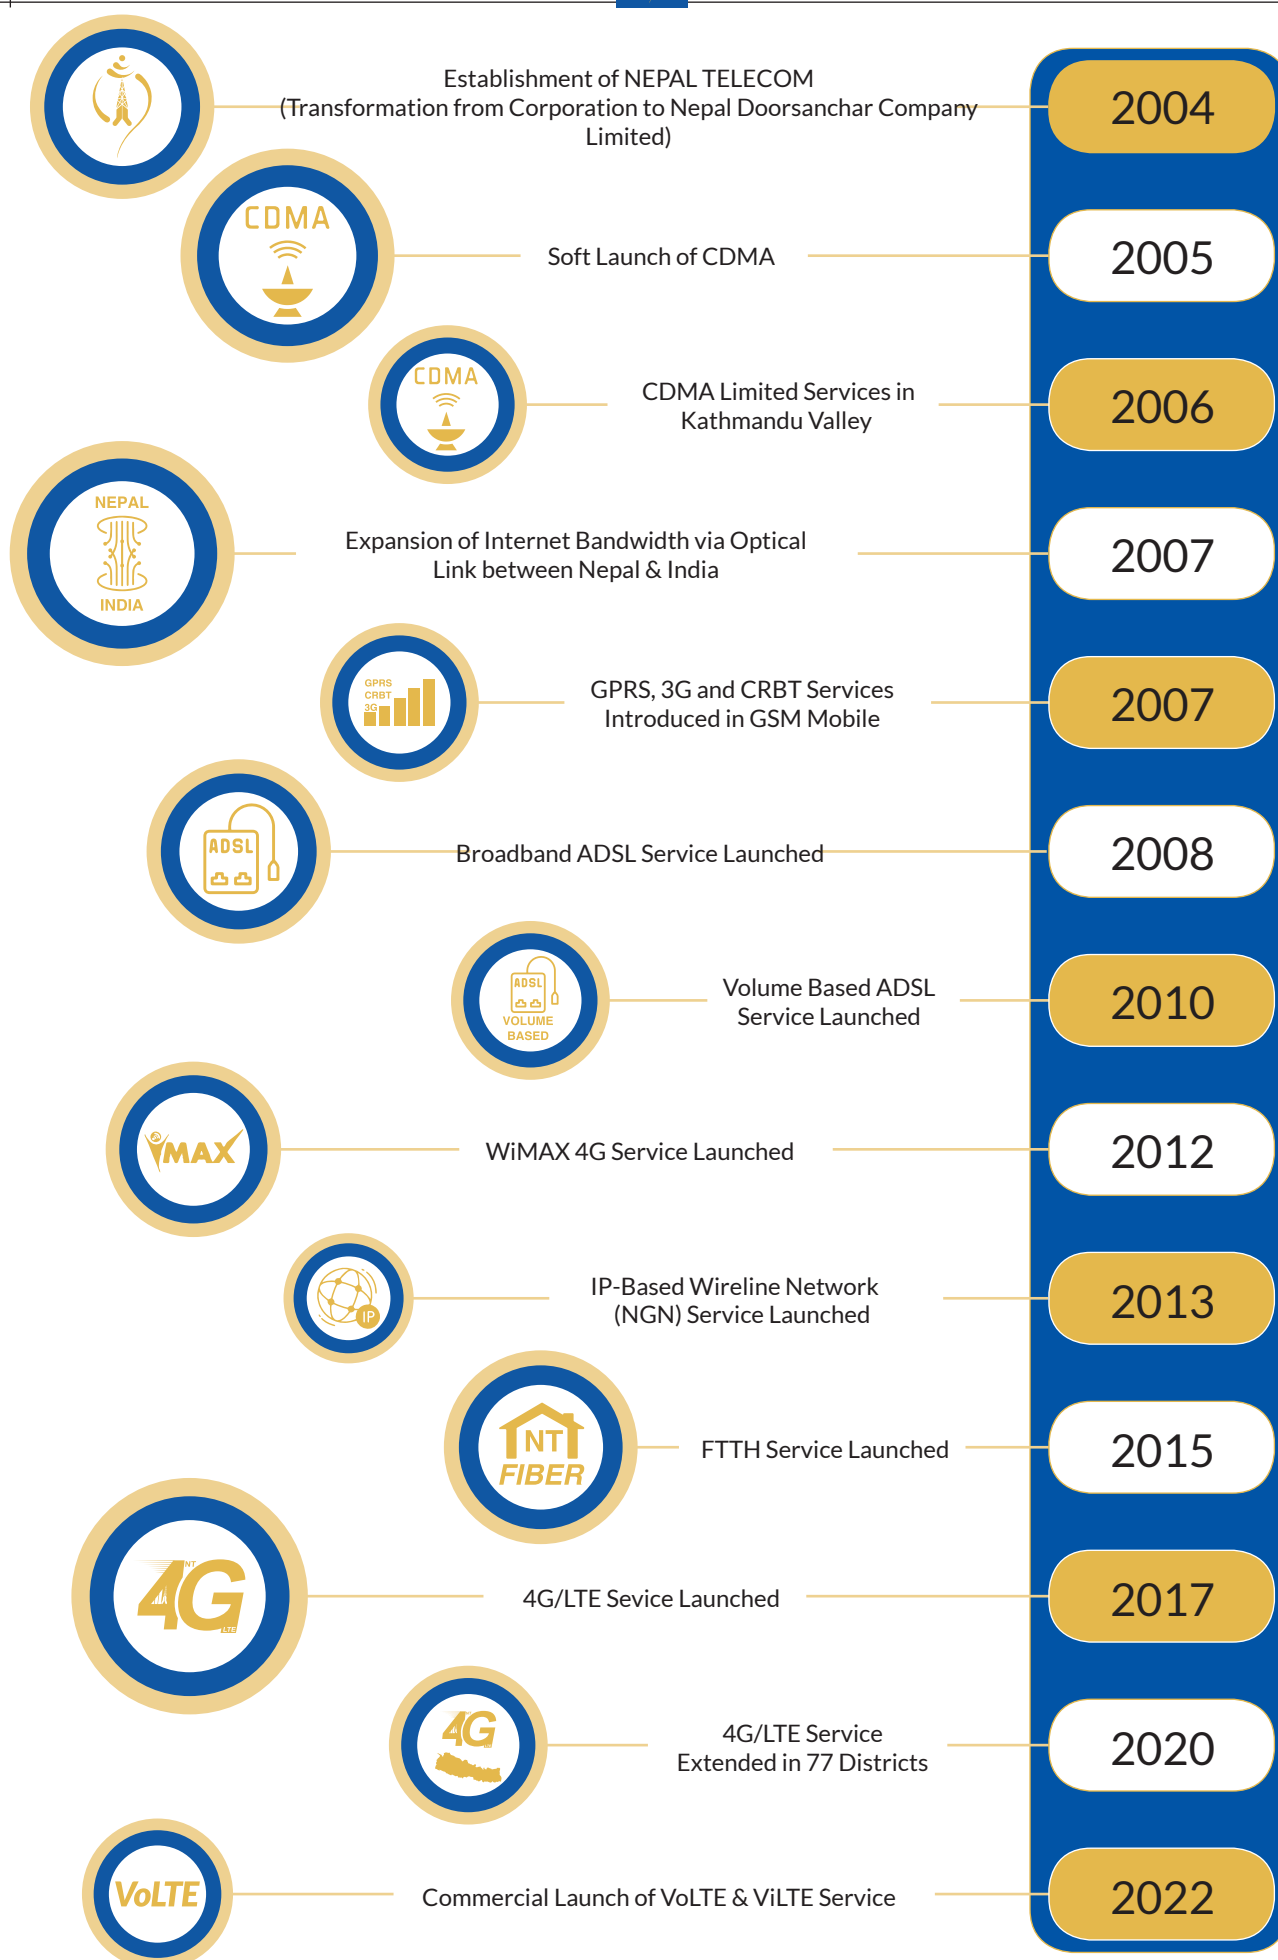 Establishment of NEPAL TELECOM
(Transformation from Corporation to Nepal Doorsanchar Company
Limited)
2004
CDMA
Soft Launch of CDMA
2005
CDMA
CDMA Limited Services in
Kathmandu Valley
2006
NEPAL
INDIA
Expansion of Internet Bandwidth via Optical
Link between Nepal & India
2007
GPRS
CRBT
3G
GPRS, 3G and CRBT Services
Introduced in GSM Mobile
2007
ADSL
Broadband ADSL Service Launched
2008
ADSL
VOLUME
BASED
Volume Based ADSL
Service Launched
2010
MAX
WiMAX 4G Service Launched
2012
IP
IP-Based Wireline Network
(NGN) Service Launched
2013
NT
FIBER
FTTH Service Launched
2015
NT
4G
LTE
4G/LTE Sevice Launched
2017
4G
4G/LTE Service
Extended in 77 Districts
2020
VoLTE
Commercial Launch of VoLTE & ViLTE Service
2022